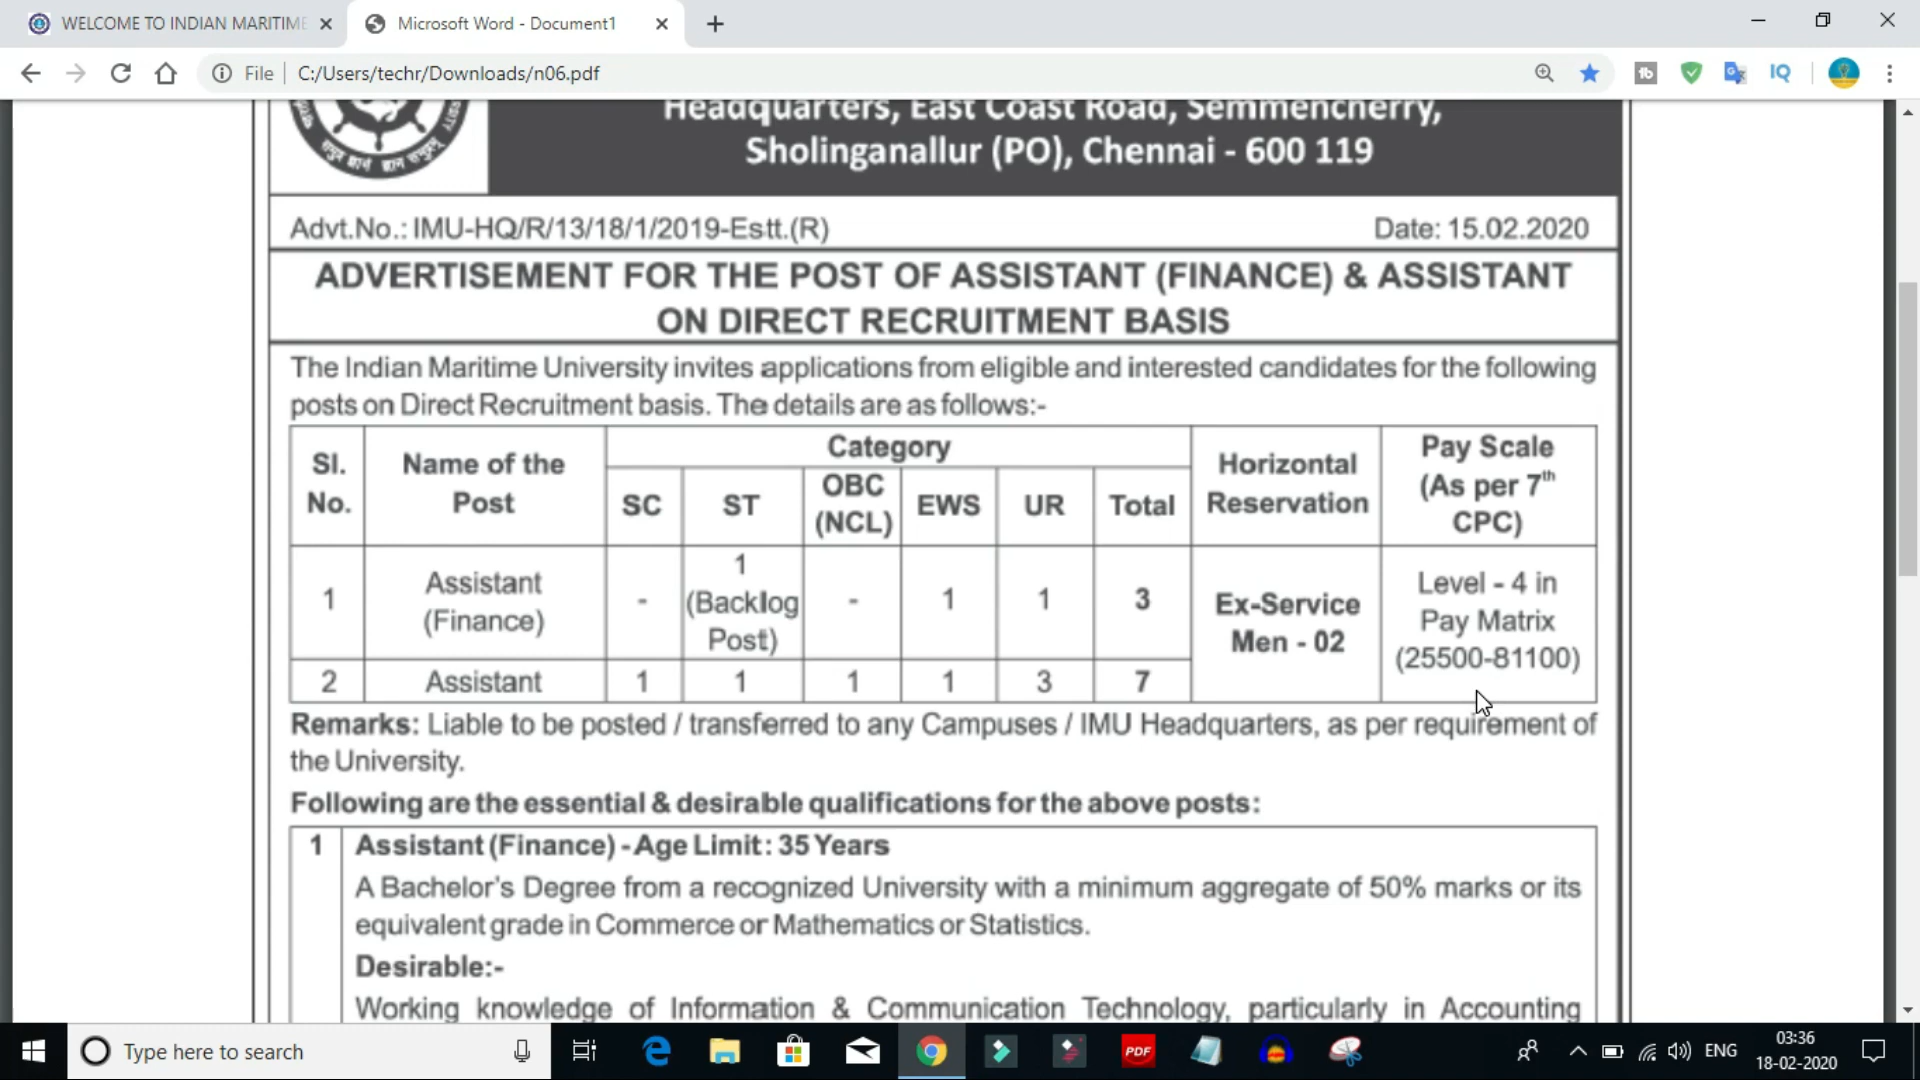 WELCOME TO INDIAN MARITIME
Microsoft Word - Document1
File
C:/Users/techr/Downloads/n06.pdf
Headquarters, East Coast Road, Semmencherry,
Sholinganallur (PO), Chennai - 600 119
Advt.No.: IMU-HQ/R/13/18/1/2019-Estt.(R)
Date: 15.02.2020
ADVERTISEMENT FOR THE POST OF ASSISTANT (FINANCE) & ASSISTANT
ON DIRECT RECRUITMENT BASIS
The Indian Maritime University invites applications from eligible and interested candidates for the following
posts on Direct Recruitment basis. The details are as follows:-
Sl. No.
Name of the Post
Category
SC
ST
OBC (NCL)
EWS
UR
Total
Horizontal Reservation
Pay Scale (As per 7th CPC)
1
Assistant (Finance)
-
1 (Backlog Post)
-
1
1
3
Ex-Service Men - 02
Level - 4 in Pay Matrix (25500-81100)
2
Assistant
1
1
1
1
3
7
Remarks: Liable to be posted / transferred to any Campuses / IMU Headquarters, as per requirement of
the University.
Following are the essential & desirable qualifications for the above posts:
1
Assistant (Finance) - Age Limit: 35 Years
A Bachelor's Degree from a recognized University with a minimum aggregate of 50% marks or its
equivalent grade in Commerce or Mathematics or Statistics.
Desirable:-
Working knowledge of Information & Communication Technology, particularly in Accounting
Type here to search
PDF
ENG
03:36
18-02-2020